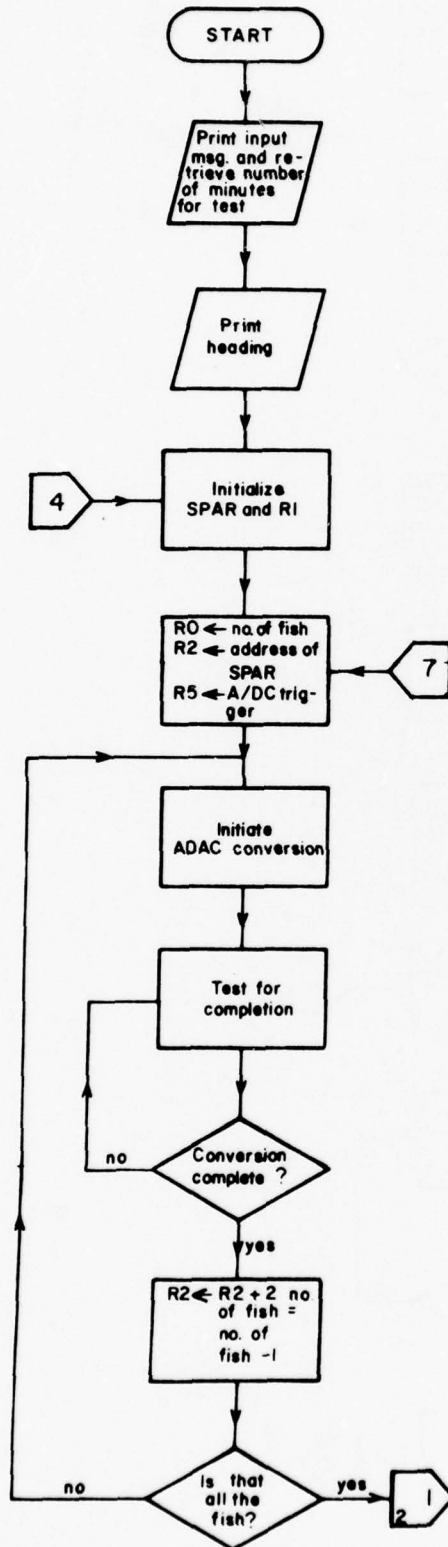 START
Print input
msg. and re-
trieve number
of minutes
for test
Print
heading
4
Initialize
SPAR and R1
R0 ← no. of fish
R2 ← address of
SPAR
R5 ← A/DC trig-
ger
7
Initiate
ADAC conversion
Test for
completion
no
Conversion
complete ?
yes
R2 ← R2 + 2 no.
of fish =
no. of
fish -1
no
Is that
all the
fish?
yes
2 1